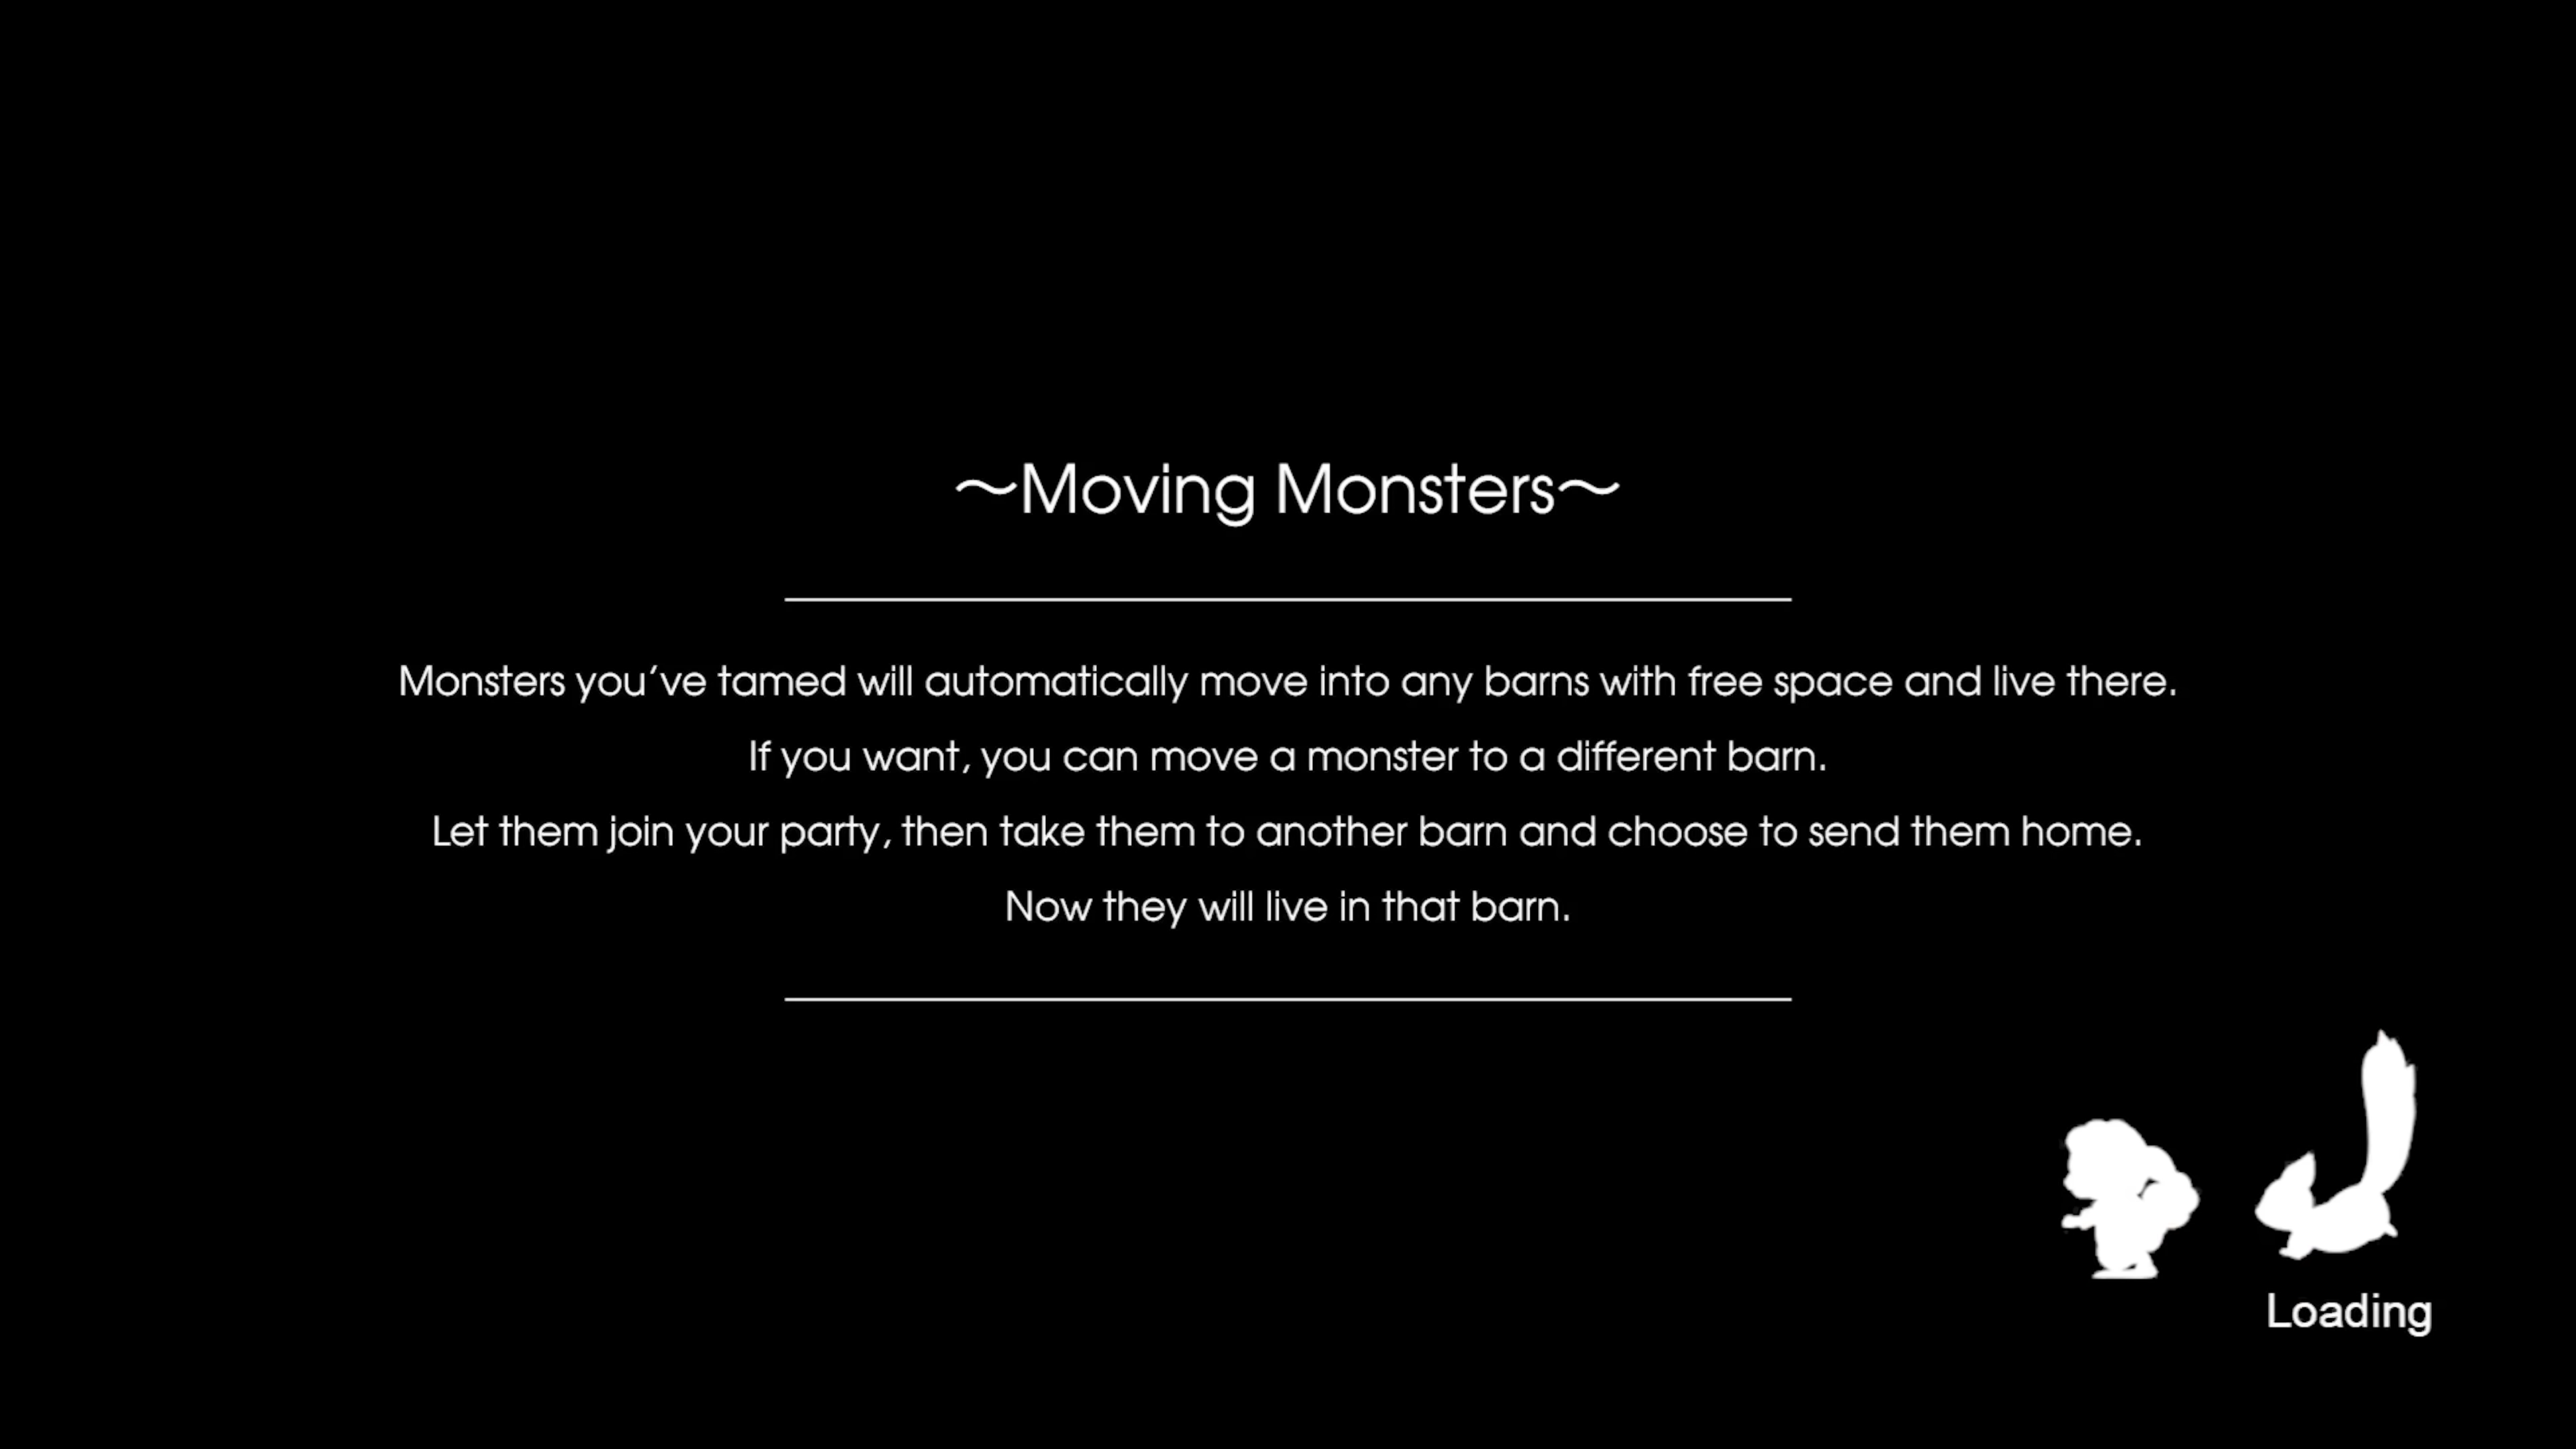 ～Moving Monsters～
Monsters you’ve tamed will automatically move into any barns with free space and live there.
If you want, you can move a monster to a different barn.
Let them join your party, then take them to another barn and choose to send them home.
Now they will live in that barn.
Loading